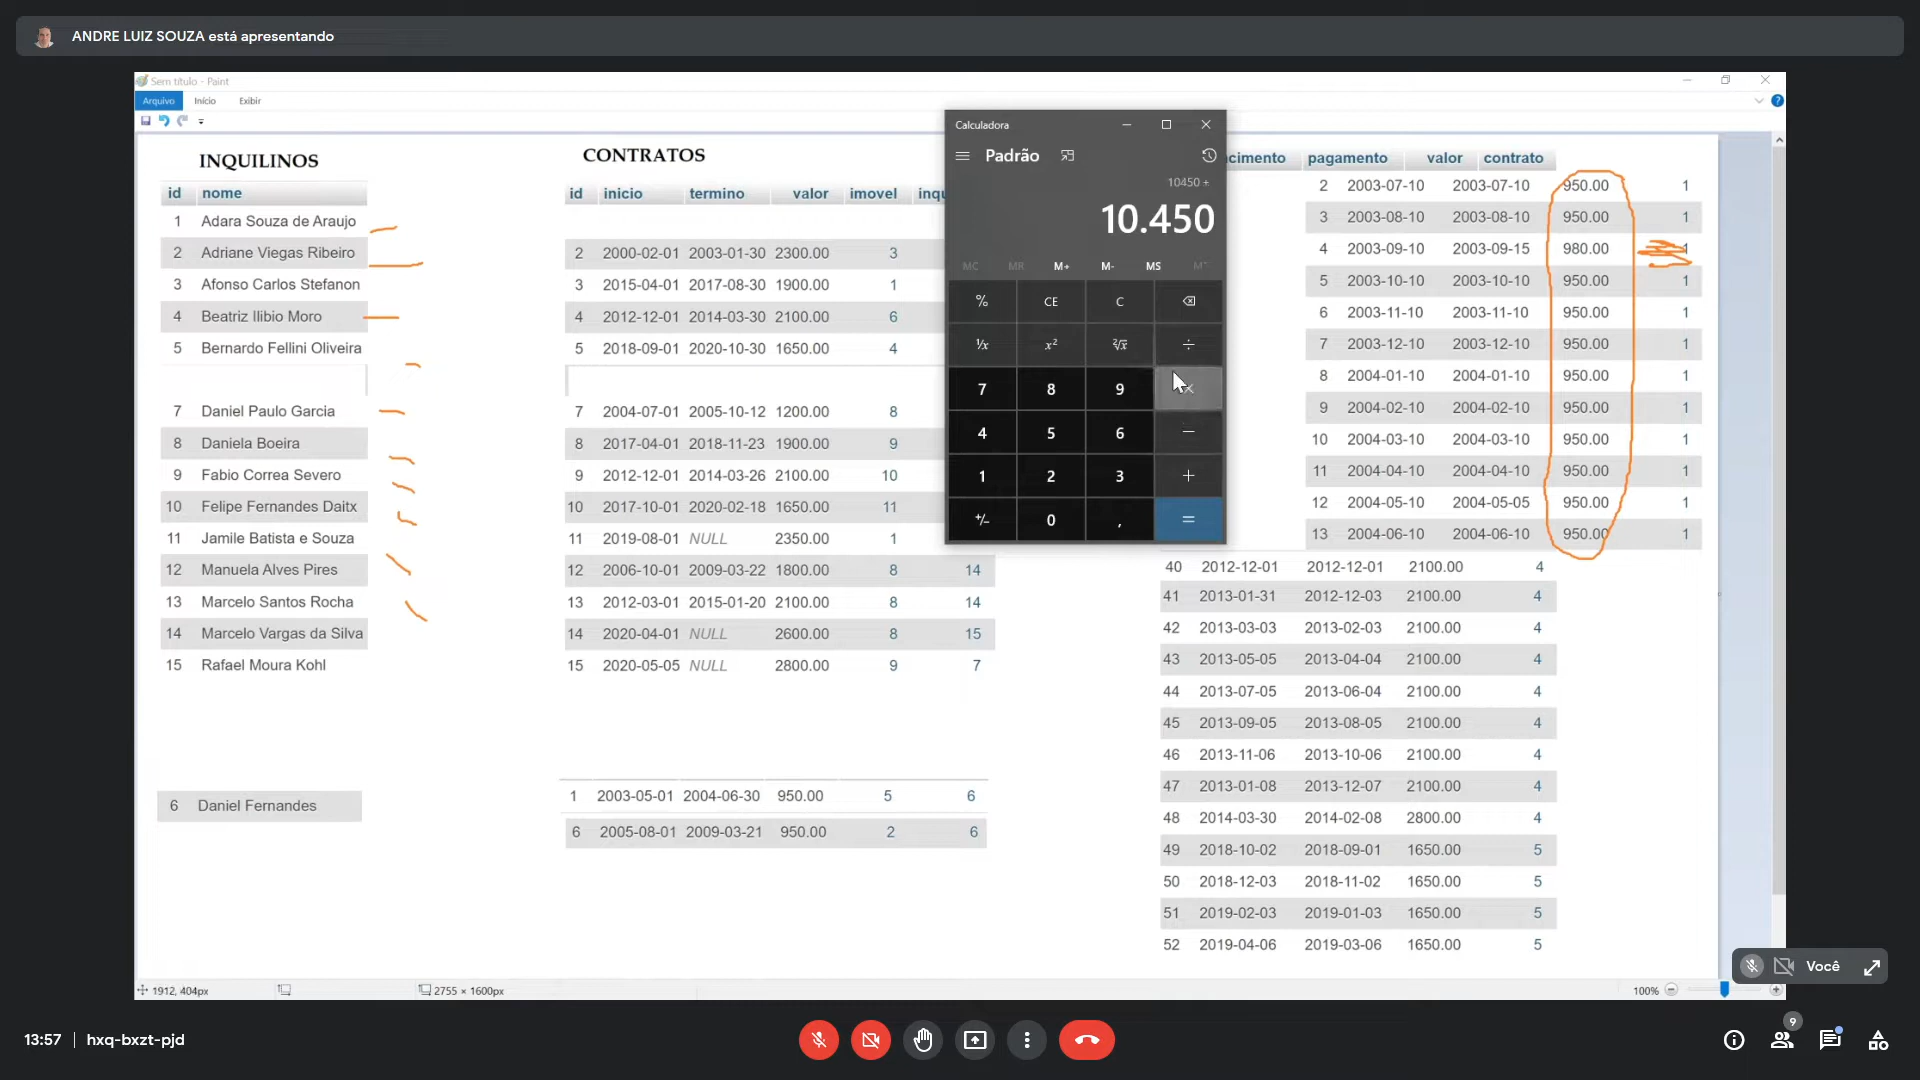 ANDRE LUIZ SOUZA está apresentando
Sem título - Paint
Arquivo Início Exibir
INQUILINOS
id nome
1 Adara Souza de Araujo
2 Adriane Viegas Ribeiro
3 Afonso Carlos Stefanon
4 Beatriz Ilibio Moro
5 Bernardo Fellini Oliveira
7 Daniel Paulo Garcia
8 Daniela Boeira
9 Fabio Correa Severo
10 Felipe Fernandes Daitx
11 Jamile Batista e Souza
12 Manuela Alves Pires
13 Marcelo Santos Rocha
14 Marcelo Vargas da Silva
15 Rafael Moura Kohl
6 Daniel Fernandes
CONTRATOS
id inicio termino valor imovel inqu
2 2000-02-01 2003-01-30 2300.00 3
3 2015-04-01 2017-08-30 1900.00 1
4 2012-12-01 2014-03-30 2100.00 6
5 2018-09-01 2020-10-30 1650.00 4
7 2004-07-01 2005-10-12 1200.00 8
8 2017-04-01 2018-11-23 1900.00 9
9 2012-12-01 2014-03-26 2100.00 10
10 2017-10-01 2020-02-18 1650.00 11
11 2019-08-01 NULL 2350.00 1
12 2006-10-01 2009-03-22 1800.00 8 14
13 2012-03-01 2015-01-20 2100.00 8 14
14 2020-04-01 NULL 2600.00 8 15
15 2020-05-05 NULL 2800.00 9 7
1 2003-05-01 2004-06-30 950.00 5 6
6 2005-08-01 2009-03-21 950.00 2 6
Calculadora
Padrão
10450 +
10.450
MC MR M+ M- MS
% CE C
¹/x x² ²√x ÷
7 8 9 ×
4 5 6 −
1 2 3 +
+/- 0 , =
cimento pagamento valor contrato
2 2003-07-10 2003-07-10 950.00 1
3 2003-08-10 2003-08-10 950.00 1
4 2003-09-10 2003-09-15 980.00 1
5 2003-10-10 2003-10-10 950.00 1
6 2003-11-10 2003-11-10 950.00 1
7 2003-12-10 2003-12-10 950.00 1
8 2004-01-10 2004-01-10 950.00 1
9 2004-02-10 2004-02-10 950.00 1
10 2004-03-10 2004-03-10 950.00 1
11 2004-04-10 2004-04-10 950.00 1
12 2004-05-10 2004-05-05 950.00 1
13 2004-06-10 2004-06-10 950.00 1
40 2012-12-01 2012-12-01 2100.00 4
41 2013-01-31 2012-12-03 2100.00 4
42 2013-03-03 2013-02-03 2100.00 4
43 2013-05-05 2013-04-04 2100.00 4
44 2013-07-05 2013-06-04 2100.00 4
45 2013-09-05 2013-08-05 2100.00 4
46 2013-11-06 2013-10-06 2100.00 4
47 2013-01-08 2013-12-07 2100.00 4
48 2014-03-30 2014-02-08 2800.00 4
49 2018-10-02 2018-09-01 1650.00 5
50 2018-12-03 2018-11-02 1650.00 5
51 2019-02-03 2019-01-03 1650.00 5
52 2019-04-06 2019-03-06 1650.00 5
Você
1912, 404px
2755 × 1600px
100%
13:57 hxq-bxzt-pjd
9